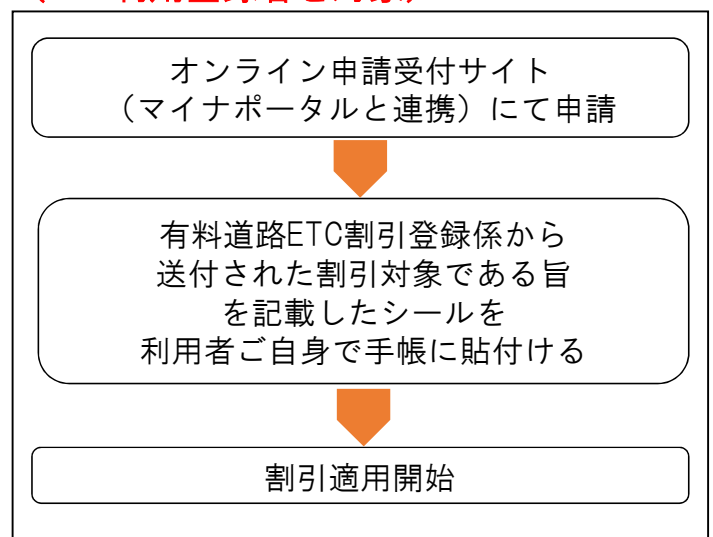 オンライン申請受付サイト
（マイナポータルと連携）にて申請
有料道路ETC割引登録係から
送付された割引対象である旨
を記載したシールを
利用者ご自身で手帳に貼付ける
割引適用開始